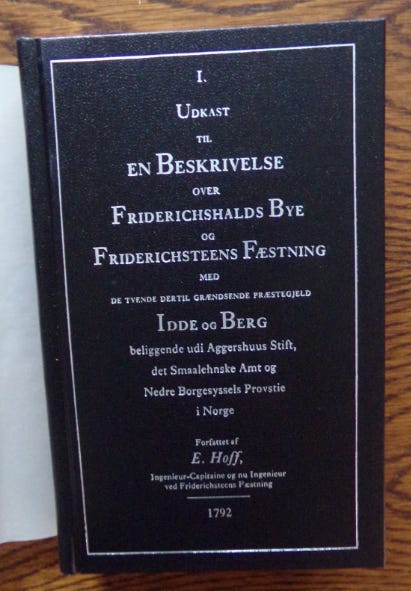 I.
UDKAST
TIL
EN BESKRIVELSE
OVER
FRIDERICHSHALDS BYE
OG
FRIDERICHSTEENS FÆSTNING
MED
DE TVENDE DERTIL GRÆNDSENDE PRÆSTEGJELD
IDDE OG BERG
beliggende udi Aggershuus Stift,
det Smaalehnske Amt og
Nedre Borgesyssels Provstie
i Norge
Forfattet af
E. Hoff,
Ingenieur-Capitaine og nu Ingenieur
ved Friderichsteens Fæstning
1792